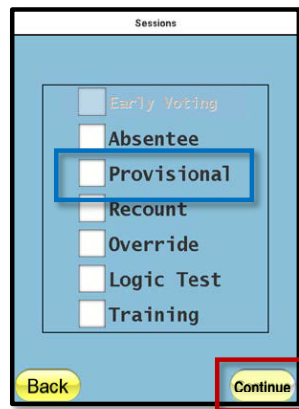 Sessions
Early Voting
Absentee
Provisional
Recount
Override
Logic Test
Training
Back
Continue